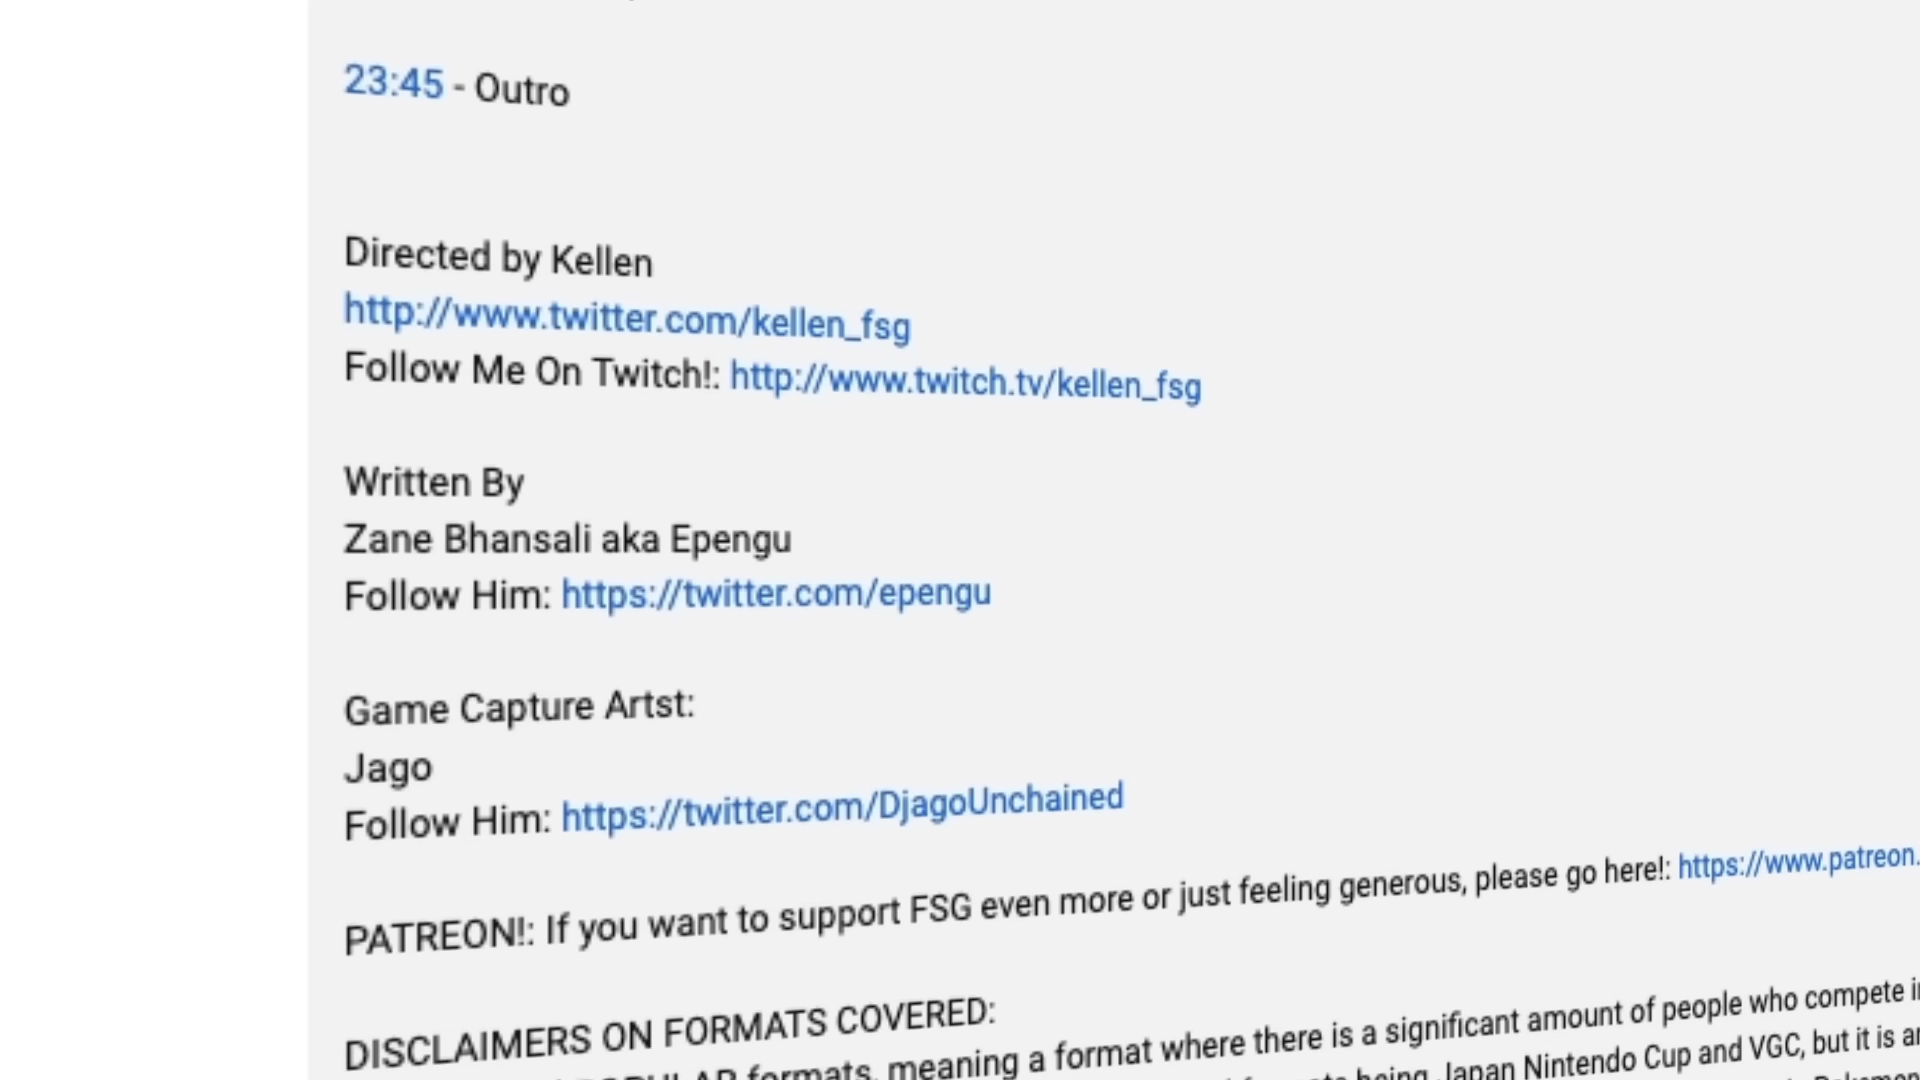 23:45 - Outro
Directed by Kellen
http://www.twitter.com/kellen_fsg
Follow Me On Twitch!: http://www.twitch.tv/kellen_fsg
Written By
Zane Bhansali aka Epengu
Follow Him: https://twitter.com/epengu
Game Capture Artst:
Jago
Follow Him: https://twitter.com/DjagoUnchained
PATREON!: If you want to support FSG even more or just feeling generous, please go here!: https://www.patreon.
DISCLAIMERS ON FORMATS COVERED:
formats, meaning a format where there is a significant amount of people who compete
being Japan Nintendo Cup and VGC, but it is